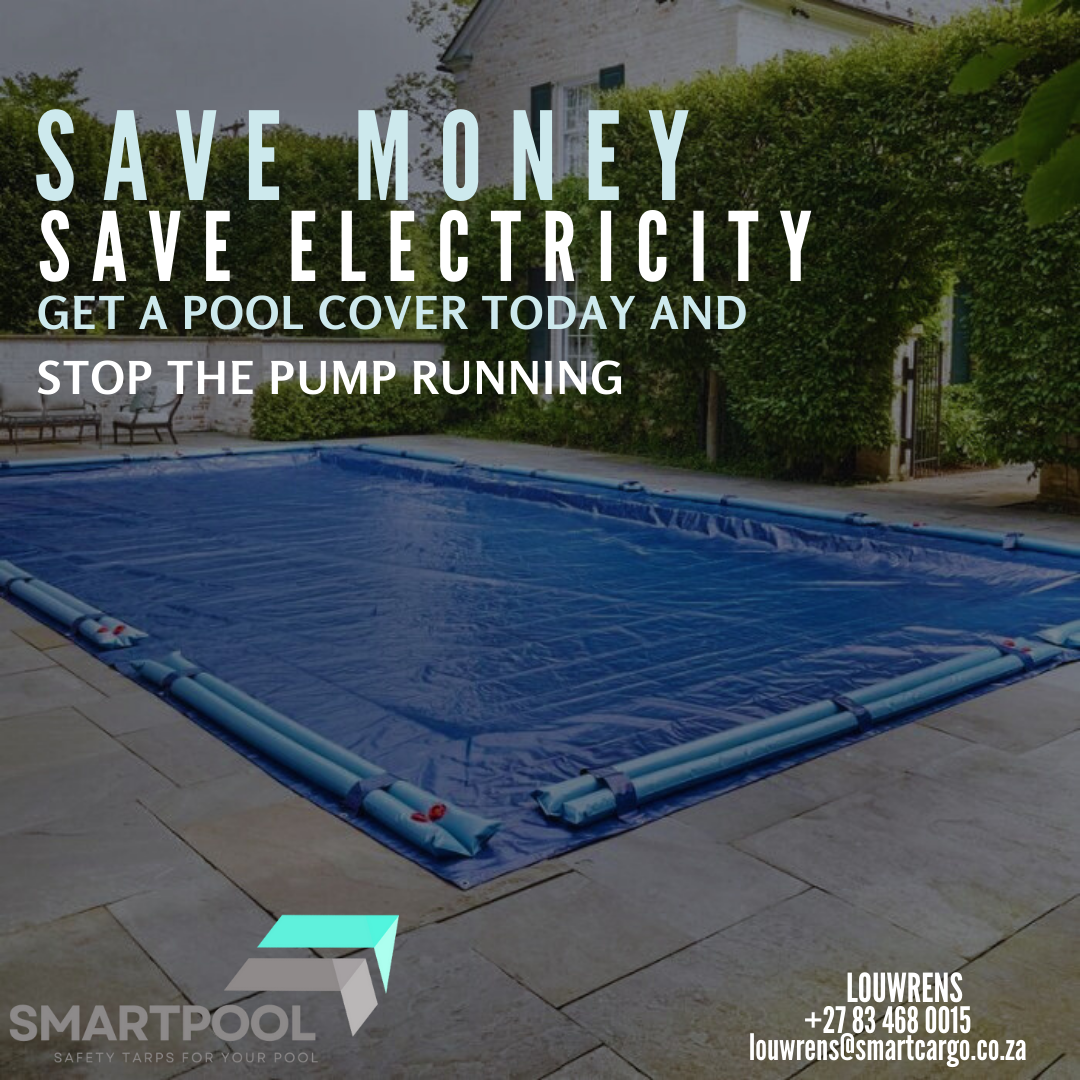 SAVE MONEY
SAVE ELECTRICITY
GET A POOL COVER TODAY AND
STOP THE PUMP RUNNING
SMARTPOOL
SAFETY TARPS FOR YOUR POOL
LOUWRENS
+27 83 468 0015
louwrens@smartcargo.co.za